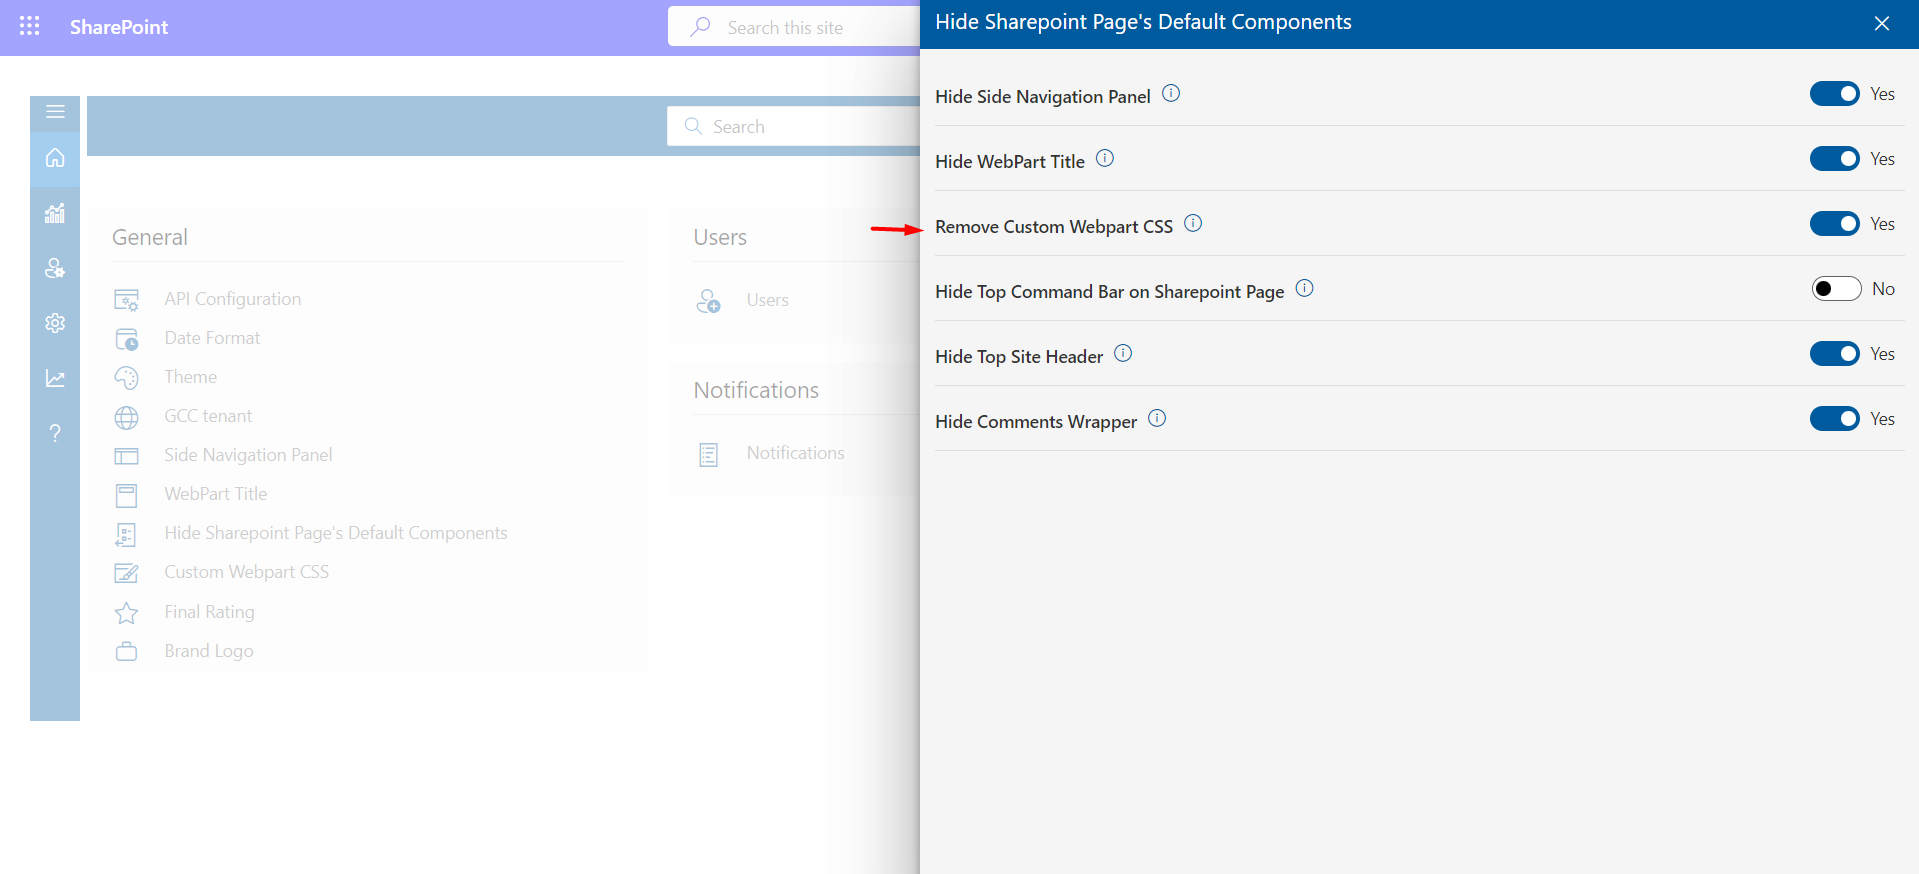 SharePoint
Search this site
Search
General
API Configuration
Date Format
Theme
GCC tenant
Side Navigation Panel
WebPart Title
Hide Sharepoint Page's Default Components
Custom Webpart CSS
Final Rating
Brand Logo
Users
Users
Notifications
Notifications
Hide Sharepoint Page's Default Components
Hide Side Navigation Panel Yes
Hide WebPart Title Yes
Remove Custom Webpart CSS Yes
Hide Top Command Bar on Sharepoint Page No
Hide Top Site Header Yes
Hide Comments Wrapper Yes